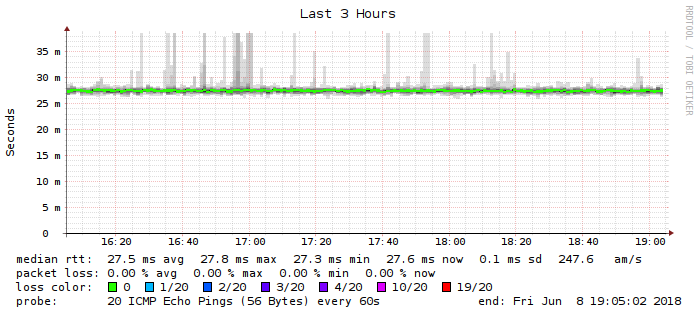 Last 3 Hours
RRDTOOL / TOBI OETIKER
Seconds
35 m
30 m
25 m
20 m
15 m
10 m
5 m
0
16:20 16:40 17:00 17:20 17:40 18:00 18:20 18:40 19:00
median rtt: 27.5 ms avg 27.8 ms max 27.3 ms min 27.6 ms now 0.1 ms sd 247.6 am/s
packet loss: 0.00 % avg 0.00 % max 0.00 % min 0.00 % now
loss color: 0 1/20 2/20 3/20 4/20 10/20 19/20
probe: 20 ICMP Echo Pings (56 Bytes) every 60s end: Fri Jun 8 19:05:02 2018